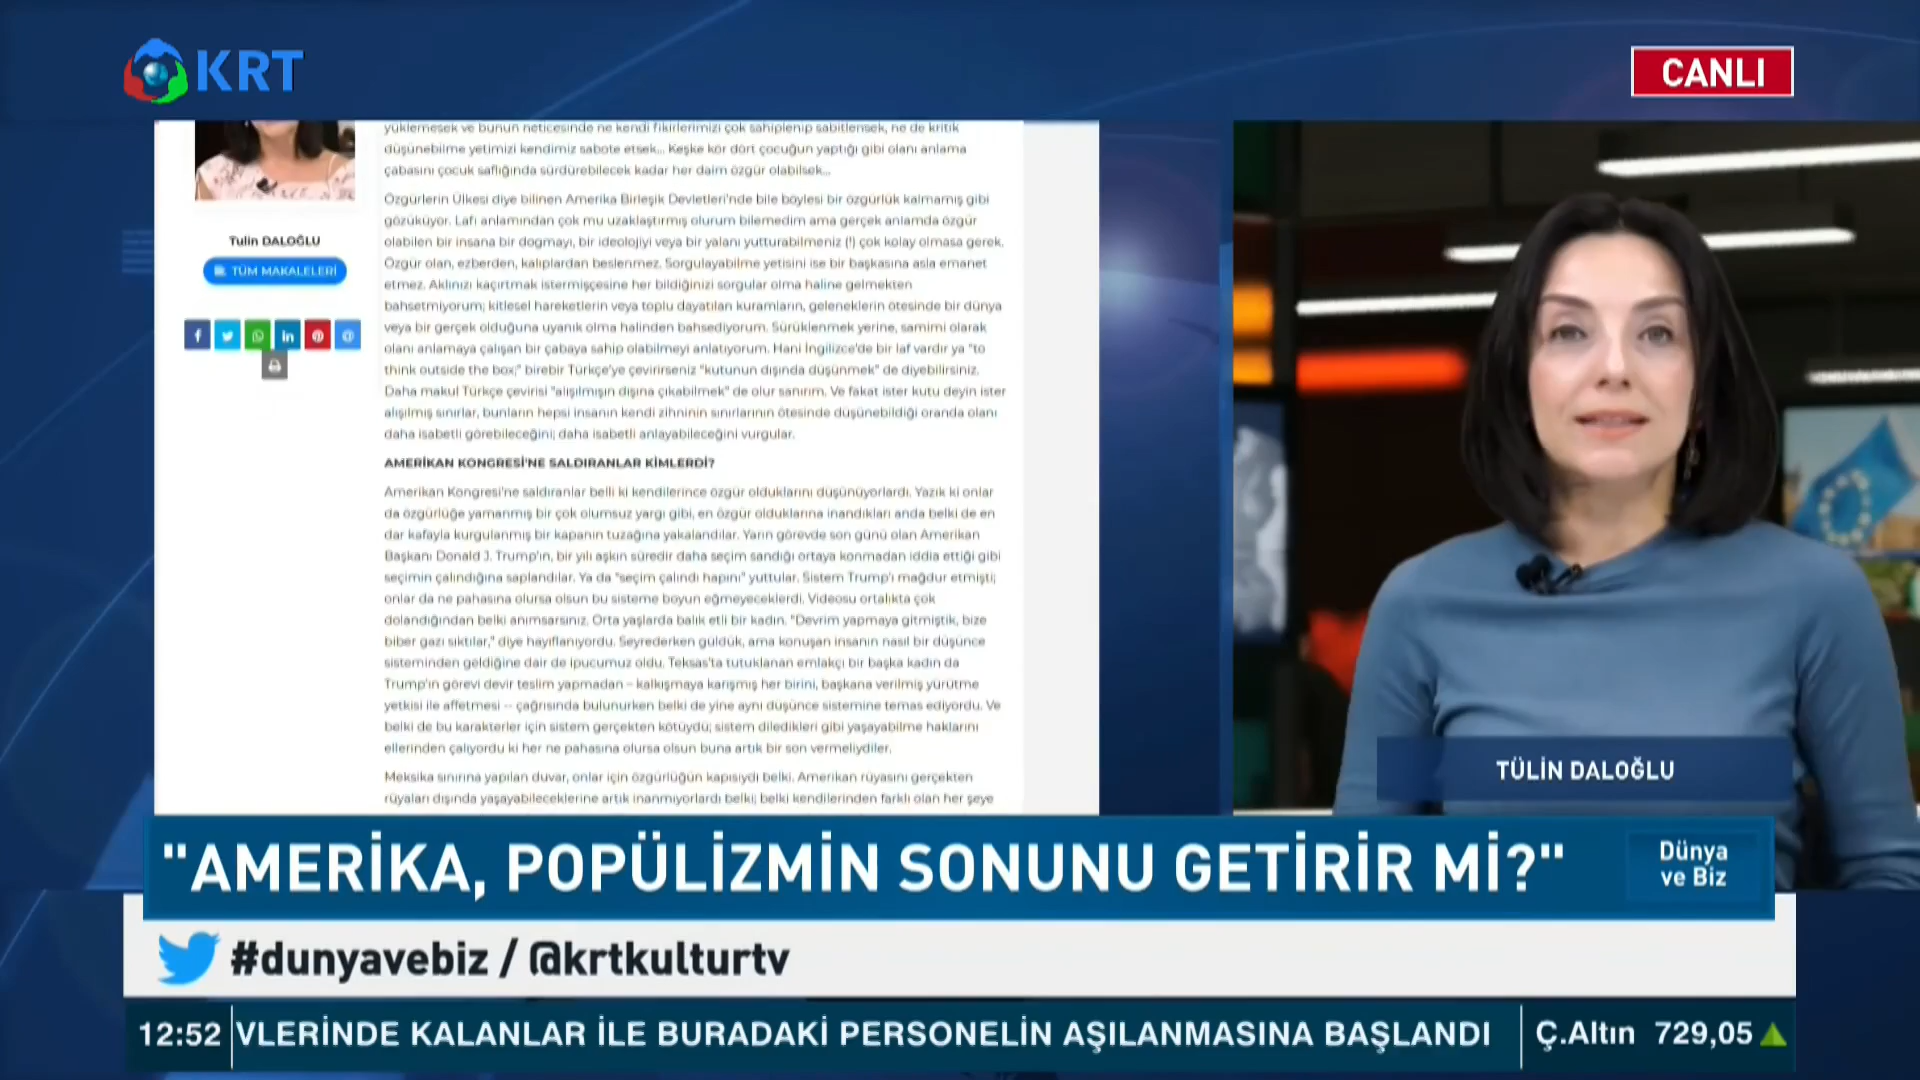 KRT
CANLI
yüklemesek ve bunun neticesinde ne kendi fikirlerimizi çok sahiplenip sabitlensek, ne de kritik
düşünebilme yetimizi kendimiz sabote etsek... Keşke kör dört çocuğun yaptığı gibi olanı anlama
çabasını çocuk saflığında sürdürebilecek kadar her daim özgür olabilsek...
Özgürlerin Ülkesi diye bilinen Amerika Birleşik Devletleri'nde bile böylesi bir özgürlük kalmamış gibi
gözüküyor. Lafı anlamından çok mu uzaklaştırmış olurum bilemedim ama gerçek anlamda özgür
olabilen bir insana bir dogmayı, bir ideolojiyi veya bir yalanı yutturabilmeniz (!) çok kolay olmasa gerek.
Özgür olan, ezberden, kalıplardan beslenmez. Sorgulayabilme yetisini ise bir başkasına asla emanet
etmez. Aklınızı kaçırtmak istermişçesine her bildiğinizi sorgular olma haline gelmekten
bahsetmiyorum; kitlesel hareketlerin veya toplu dayatılan kuramların, geleneklerin ötesinde bir dünya
veya bir gerçek olduğuna uyanık olma halinden bahsediyorum. Sürüklenmek yerine, samimi olarak
olanı anlamaya çalışan bir çabaya sahip olabilmeyi anlatıyorum. Hani İngilizce'de bir laf vardır ya "to
think outside the box;" birebir Türkçe'ye çevirirseniz "kutunun dışında düşünmek" de diyebilirsiniz.
Daha makul Türkçe çevirisi "alışılmışın dışına çıkabilmek" de olur sanırım. Ve fakat ister kutu deyin ister
alışılmış sınırlar, bunların hepsi insanın kendi zihninin sınırlarının ötesinde düşünebildiği oranda olanı
daha isabetli görebileceğini; daha isabetli anlayabileceğini vurgular.
AMERİKAN KONGRESİ'NE SALDIRANLAR KİMLERDİ?
Amerikan Kongresi'ne saldıranlar belli ki kendilerince özgür olduklarını düşünüyorlardı. Yazık ki onlar
da özgürlüğe yamanmış bir çok olumsuz yargı gibi, en özgür olduklarına inandıkları anda belki de en
dar kafayla kurgulanmış bir kapanın tuzağına yakalandılar. Yarın görevde son günü olan Amerikan
Başkanı Donald J. Trump'ın, bir yılı aşkın süredir daha seçim sandığı ortaya konmadan iddia ettiği gibi
seçimin çalındığına saplandılar. Ya da "seçim çalındı hapını" yuttular. Sistem Trump'ı mağdur etmişti;
onlar da ne pahasına olursa olsun bu sisteme boyun eğmeyeceklerdi. Videosu ortalıkta çok
dolandığından belki anımsarsınız. Orta yaşlarda balık etli bir kadın. "Devrim yapmaya gitmiştik, bize
biber gazı sıktılar," diye hayıflanıyordu. Seyrederken güldük, ama konuşan insanın nasıl bir düşünce
sisteminden geldiğine dair de ipucumuz oldu. Teksas'ta tutuklanan emlakçı bir başka kadın da
Trump'ın görevi devir teslim yapmadan – kalkışmaya karışmış her birini, başkana verilmiş yürütme
yetkisi ile affetmesi -- çağrısında bulunurken belki de yine aynı düşünce sistemine temas ediyordu. Ve
belki de bu karakterler için sistem gerçekten kötüydü; sistem diledikleri gibi yaşayabilme haklarını
ellerinden çalıyordu ki her ne pahasına olursa olsun buna artık bir son vermeliydiler.
Meksika sınırına yapılan duvar, onlar için özgürlüğün kapısıydı belki. Amerikan rüyasını gerçekten
rüyaları dışında yaşayabileceklerine artık inanmıyorlardı belki; belki kendilerinden farklı olan her şeye
Tulin DALOĞLU
TÜM MAKALELERİ
TÜLİN DALOĞLU
"AMERİKA, POPÜLİZMİN SONUNU GETİRİR Mİ?"
Dünya
ve Biz
#dunyavebiz / @krtkulturtv
12:52 VLERİNDE KALANLAR İLE BURADAKİ PERSONELİN AŞILANMASINA BAŞLANDI Ç.Altın 729,05